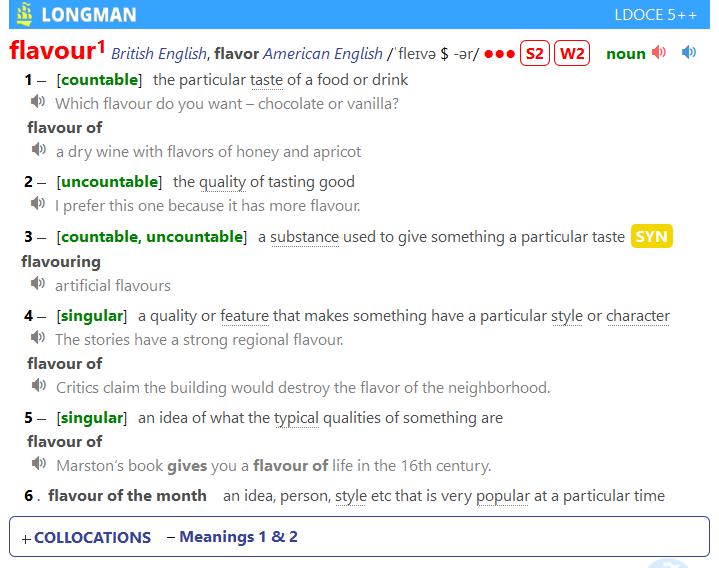 LONGMAN LDOCE 5++
flavour1 British English, flavor American English /ˈfleɪvə $ -ər/ ●●● S2 W2 noun
1 – [countable] the particular taste of a food or drink
Which flavour do you want – chocolate or vanilla?
flavour of
a dry wine with flavors of honey and apricot
2 – [uncountable] the quality of tasting good
I prefer this one because it has more flavour.
3 – [countable, uncountable] a substance used to give something a particular taste SYN
flavouring
artificial flavours
4 – [singular] a quality or feature that makes something have a particular style or character
The stories have a strong regional flavour.
flavour of
Critics claim the building would destroy the flavor of the neighborhood.
5 – [singular] an idea of what the typical qualities of something are
flavour of
Marston’s book gives you a flavour of life in the 16th century.
6 . flavour of the month an idea, person, style etc that is very popular at a particular time
+ COLLOCATIONS – Meanings 1 & 2